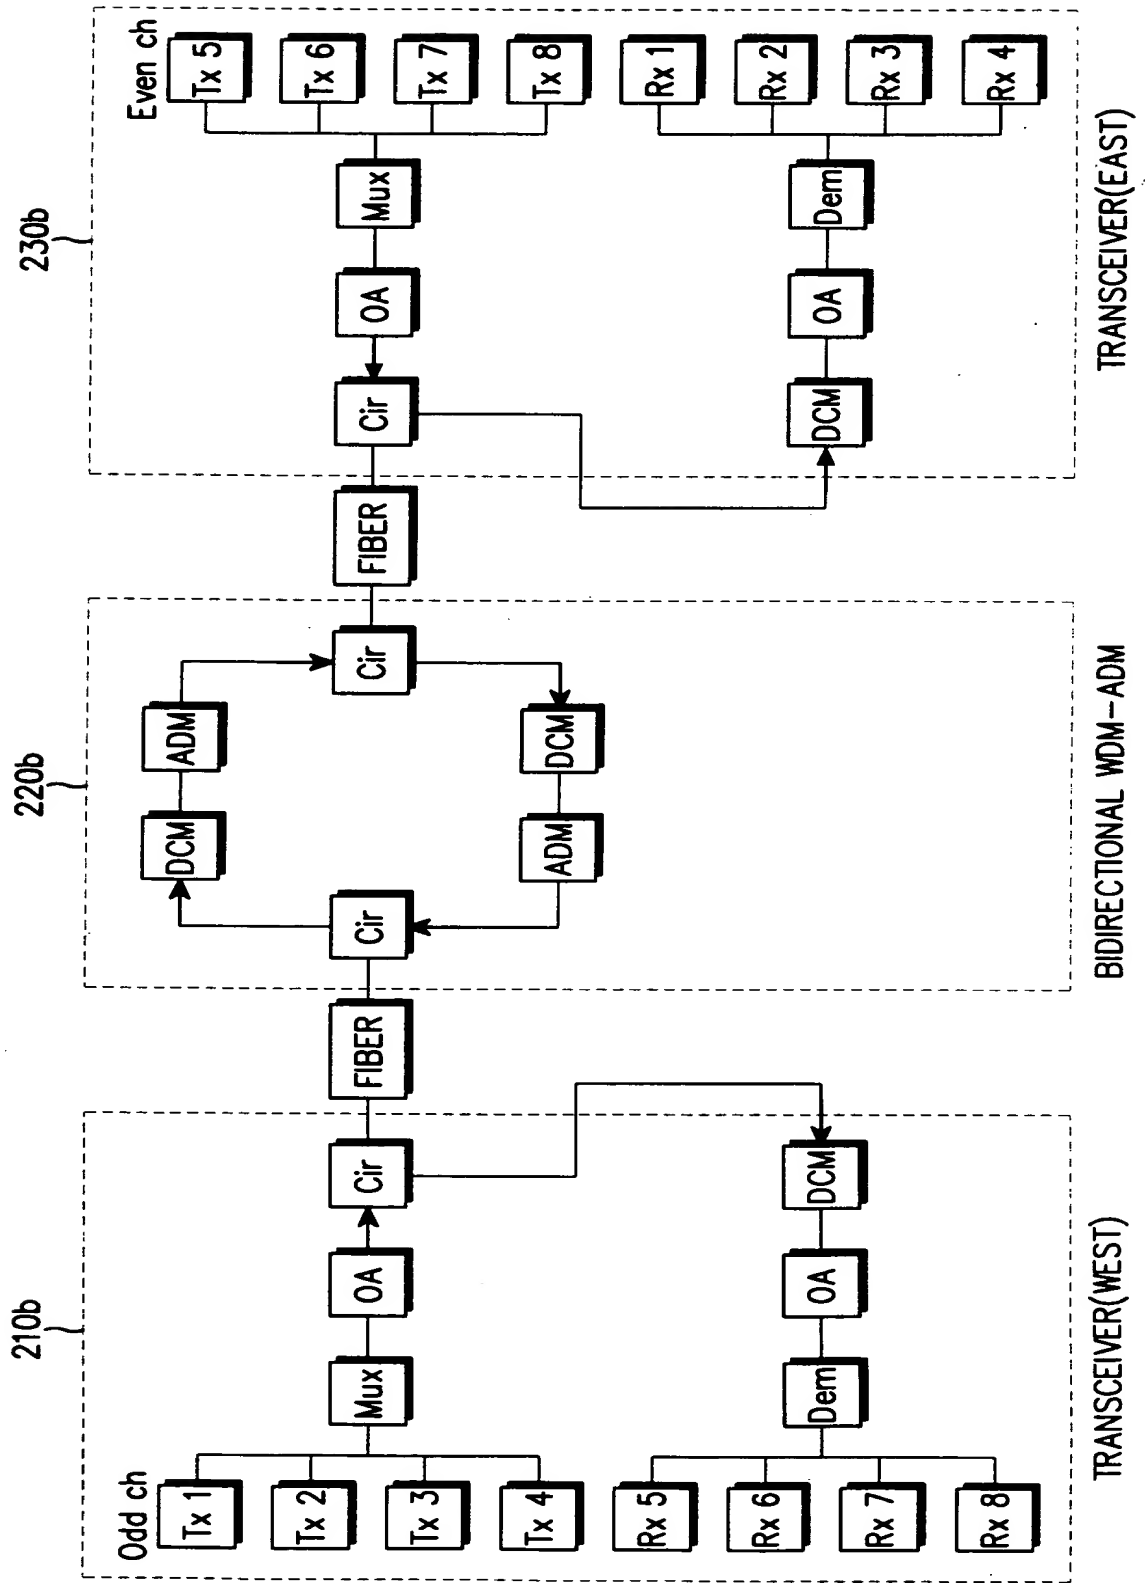 210b
Odd ch
Tx 1
Tx 2
Tx 3
Tx 4
Mux
OA
Cir
Rx 5
Rx 6
Rx 7
Rx 8
Dem
OA
DCM
TRANSCEIVER(WEST)
FIBER
220b
Cir
DCM
ADM
Cir
ADM
DCM
BIDIRECTIONAL WDM-ADM
FIBER
230b
Even ch
Cir
OA
Mux
Tx 5
Tx 6
Tx 7
Tx 8
DCM
OA
Dem
Rx 1
Rx 2
Rx 3
Rx 4
TRANSCEIVER(EAST)